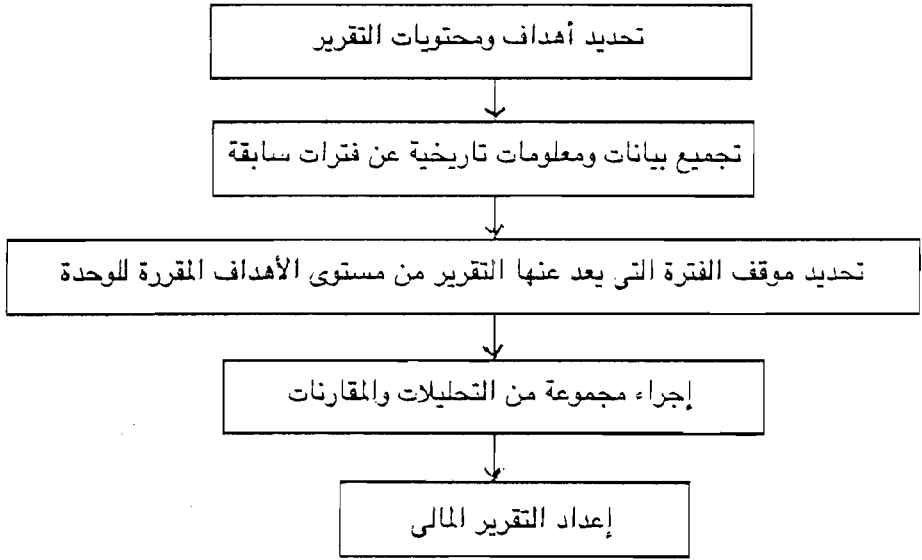 تحديد أهداف ومحتويات التقرير
تجميع بيانات ومعلومات تاريخية عن فترات سابقة
تحديد موقف الفترة التى يعد عنها التقرير من مستوى الأهداف المقررة للوحدة
إجراء مجموعة من التحليلات والمقارنات
إعداد التقرير المالى